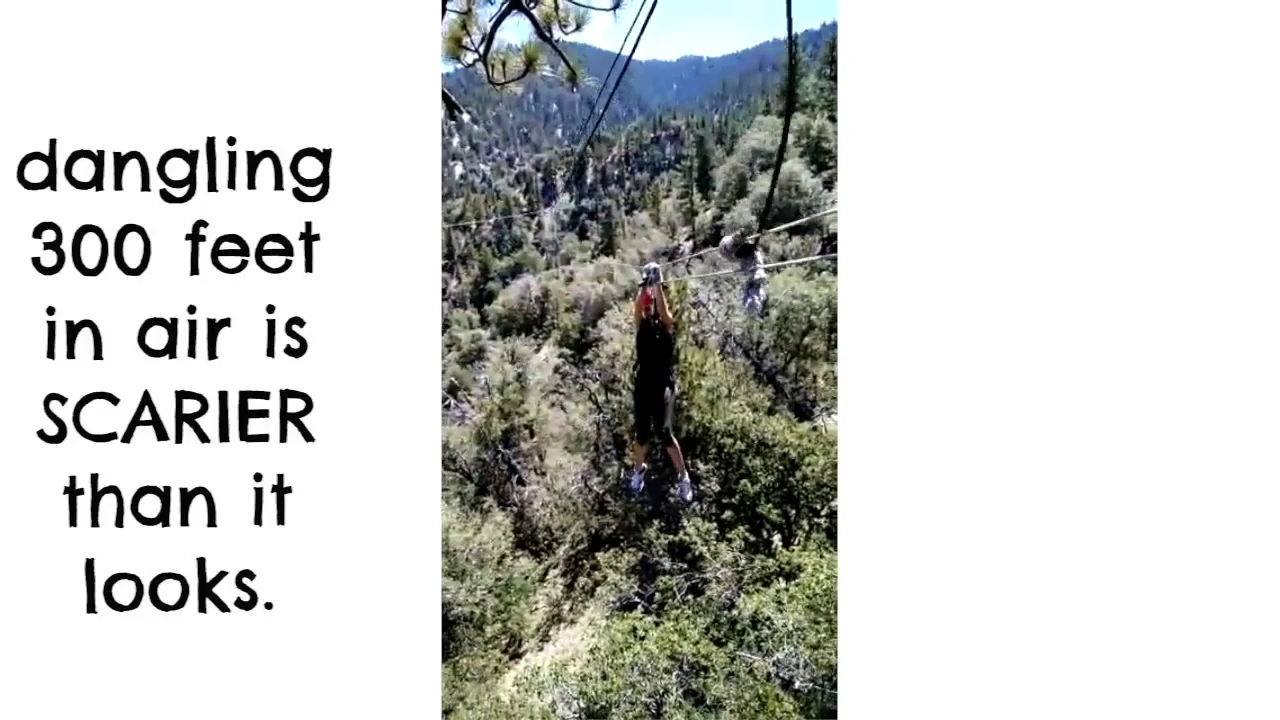 dangling
300 feet
in air is
SCARIER
than it
looks.